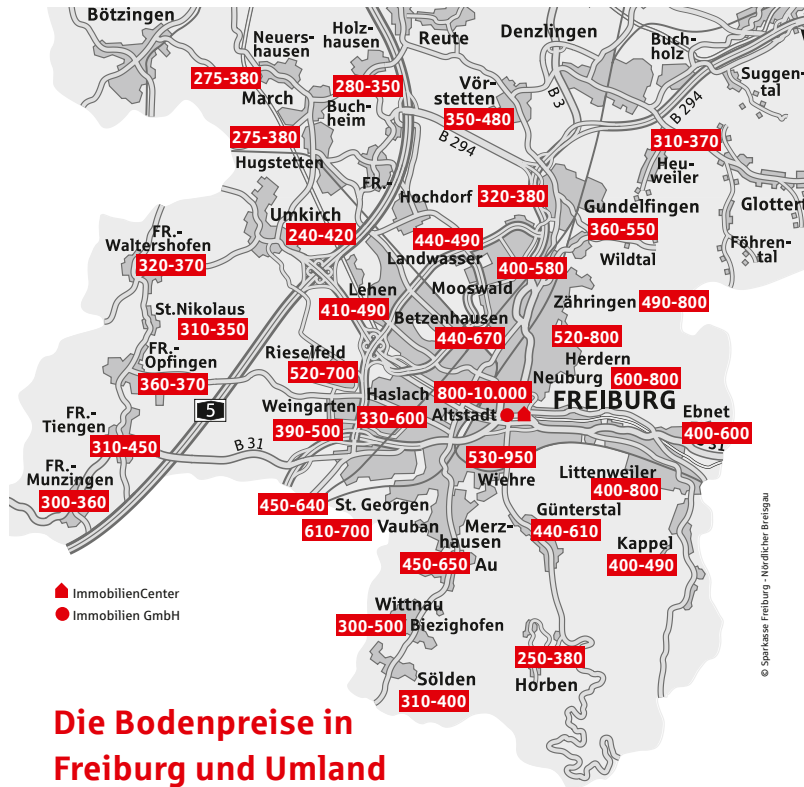 Bötzingen
Neuers-
hausen
Holz-
hausen
Reute
Denzlingen
Buch-
holz
Suggen-
tal
275-380
March
280-350
Buch-
heim
Vör-
stetten
350-480
B 3
B 294
275-380
Hugstetten
B 294
310-370
Heu-
weiler
FR.-
Hochdorf
320-380
Gundelfingen
360-550
Wildtal
Glottert
Föhren-
tal
Umkirch
240-420
FR.-
Waltershofen
320-370
440-490
Landwasser
400-580
Mooswald
Lehen
410-490
Zähringen
490-800
St.Nikolaus
310-350
Betzenhausen
440-670
520-800
Herdern
FR.-
Opfingen
360-370
Rieselfeld
520-700
Haslach
330-600
800-10.000
Altstadt
Neuburg
600-800
FREIBURG
5
Weingarten
390-500
Ebnet
400-600
B 31
FR.-
Tiengen
310-450
B 31
530-950
Wiehre
FR.-
Munzingen
300-360
Littenweiler
400-800
450-640
St. Georgen
610-700
Vauban
Merz-
hausen
450-650
Au
Günterstal
440-610
Kappel
400-490
ImmobilienCenter
Immobilien GmbH
Wittnau
300-500
Biezighofen
250-380
Horben
Sölden
310-400
© Sparkasse Freiburg - Nördlicher Breisgau
Die Bodenpreise in
Freiburg und Umland